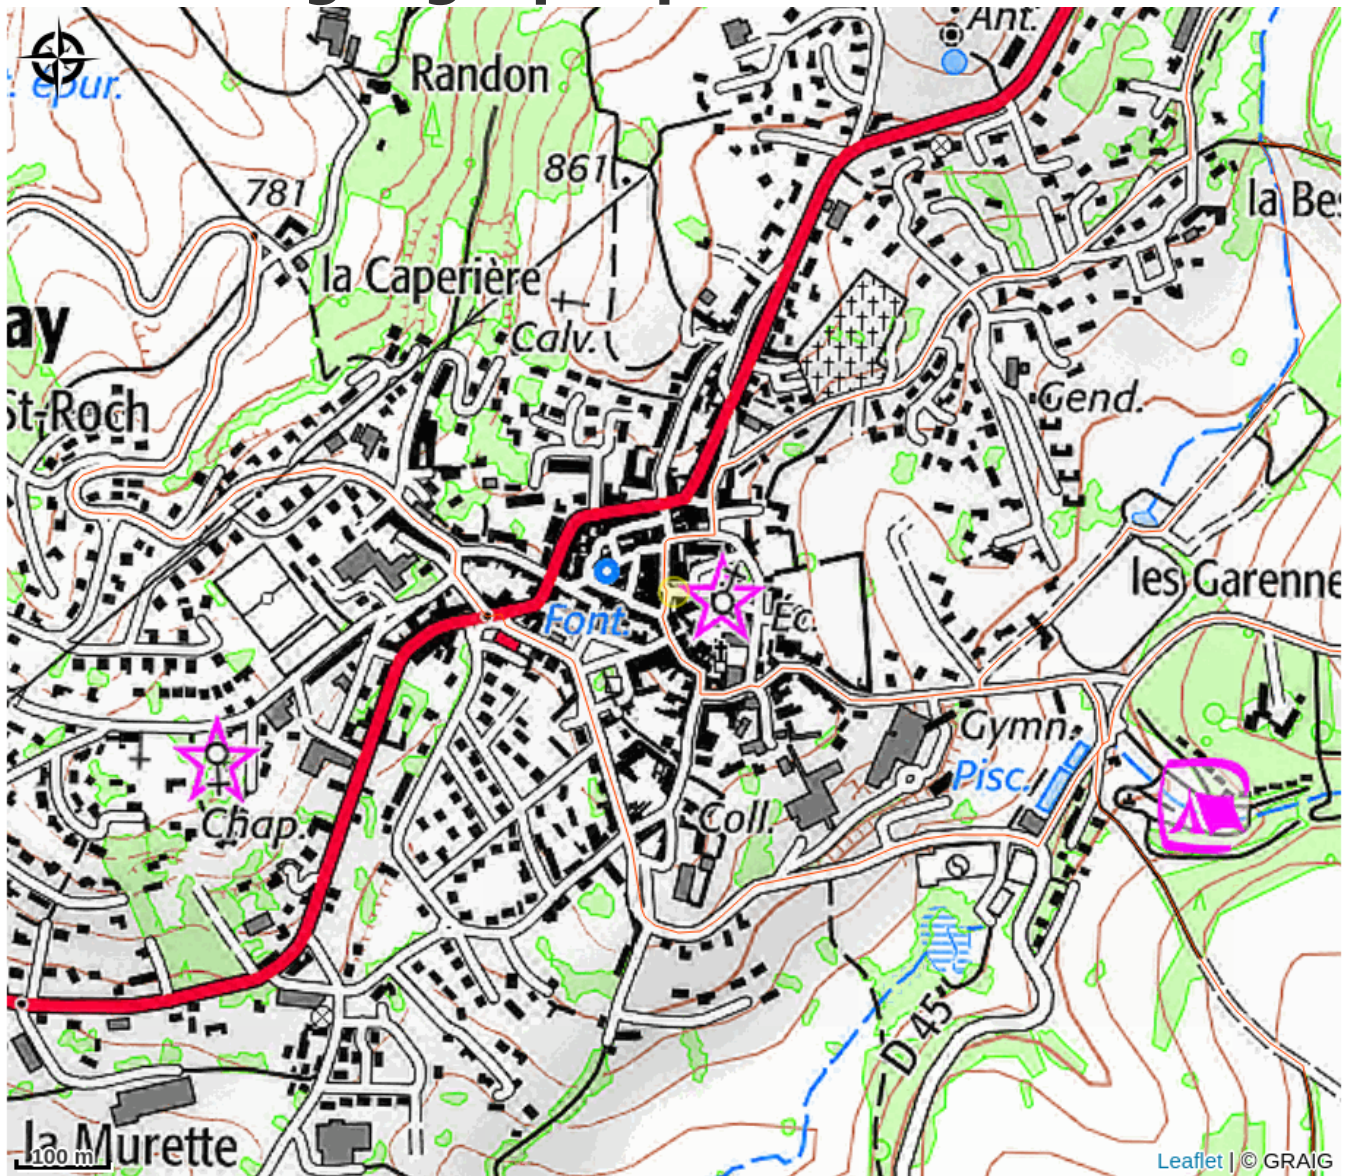 Ant.
Randon
. épur.
861
781
la Bes
la Caperière
ay
Calv.
Gend.
St-Roch
les Garenne
Font.
Éc.
Gymn.
Pisc.
Chap.
Coll.
D 45
la Murette
100 m
Leaflet | © GRAIG